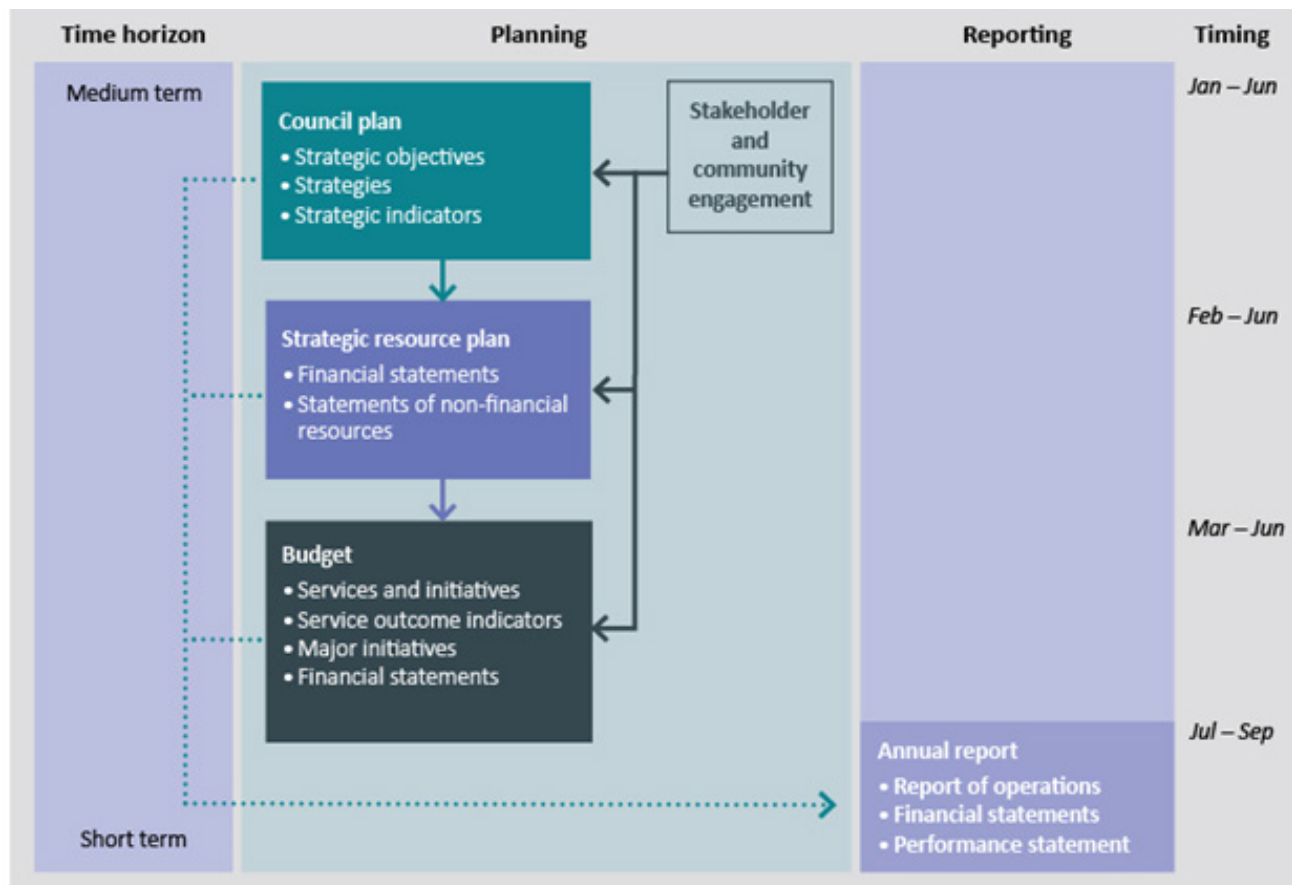 Time horizon
Planning
Reporting
Timing
Medium term
Council plan
• Strategic objectives
• Strategies
• Strategic indicators
Stakeholder
and
community
engagement
Jan – Jun
Strategic resource plan
• Financial statements
• Statements of non-financial
resources
Feb – Jun
Budget
• Services and initiatives
• Service outcome indicators
• Major initiatives
• Financial statements
Mar – Jun
Annual report
• Report of operations
• Financial statements
• Performance statement
Jul – Sep
Short term